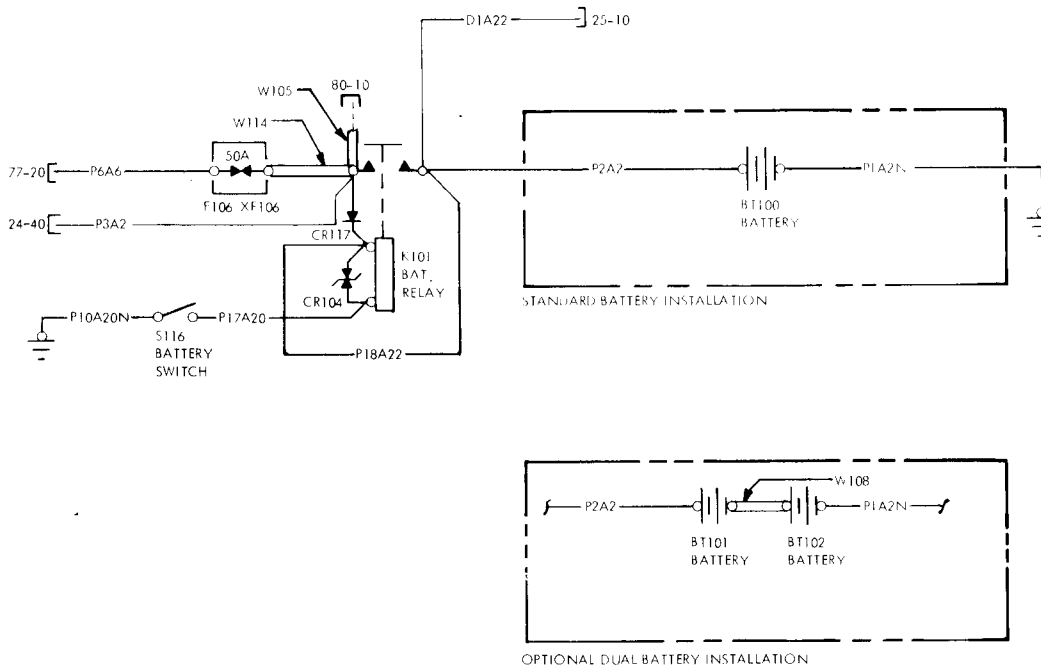 D1A22
25-10
80-10
W105
W114
50A
77-20
P6A6
F106 XF106
24-40
P3A2
CR117
K101
BAT.
RELAY
CR104
P10A20N
P17A20
S116
BATTERY
SWITCH
P18A22
P2A2
P1A2N
BT100
BATTERY
STANDARD BATTERY INSTALLATION
W108
P2A2
P1A2N
BT101
BATTERY
BT102
BATTERY
OPTIONAL DUAL BATTERY INSTALLATION